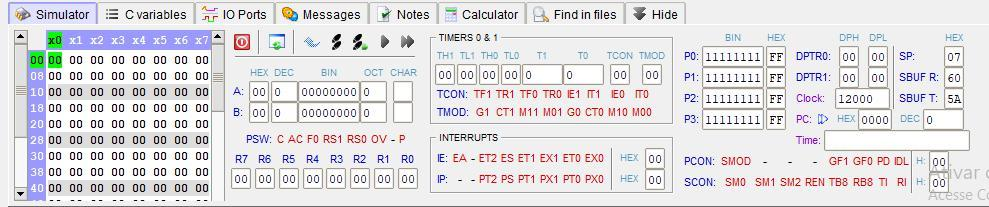 Simulator C variables IO Ports Messages Notes Calculator Find in files Hide
x0 x1 x2 x3 x4 x5 x6 x7
00 00 00 00 00 00 00 00 00
08 00 00 00 00 00 00 00 00
10 00 00 00 00 00 00 00 00
18 00 00 00 00 00 00 00 00
20 00 00 00 00 00 00 00 00
28 00 00 00 00 00 00 00 00
30 00 00 00 00 00 00 00 00
38 00 00 00 00 00 00 00 00
40 00 00 00 00 00 00 00 00
HEX DEC BIN OCT CHAR
A: 00 0 00000000 0
B: 00 0 00000000 0
PSW: C AC F0 RS1 RS0 OV - P
R7 R6 R5 R4 R3 R2 R1 R0
00 00 00 00 00 00 00 00
TIMERS 0 & 1
TH1 TL1 TH0 TL0 T1 T0 TCON TMOD
00 00 00 00 0 0 00 00
TCON: TF1 TR1 TF0 TR0 IE1 IT1 IE0 IT0
TMOD: G1 CT1 M11 M01 G0 CT0 M10 M00
INTERRUPTS
IE: EA - ET2 ES ET1 EX1 ET0 EX0 HEX 00
IP: - - PT2 PS PT1 PX1 PT0 PX0 HEX 00
BIN HEX
P0: 11111111 FF
P1: 11111111 FF
P2: 11111111 FF
P3: 11111111 FF
DPH DPL HEX
DPTR0: 00 00 SP: 07
DPTR1: 00 00 SBUF R: 60
Clock: 12000 SBUF T: 5A
PC: HEX 0000 DEC 0
Time:
PCON: SMOD - - - GF1 GF0 PD IDL H: 00
SCON: SM0 SM1 SM2 REN TB8 RB8 TI RI H: 00
Ativar
Acesse